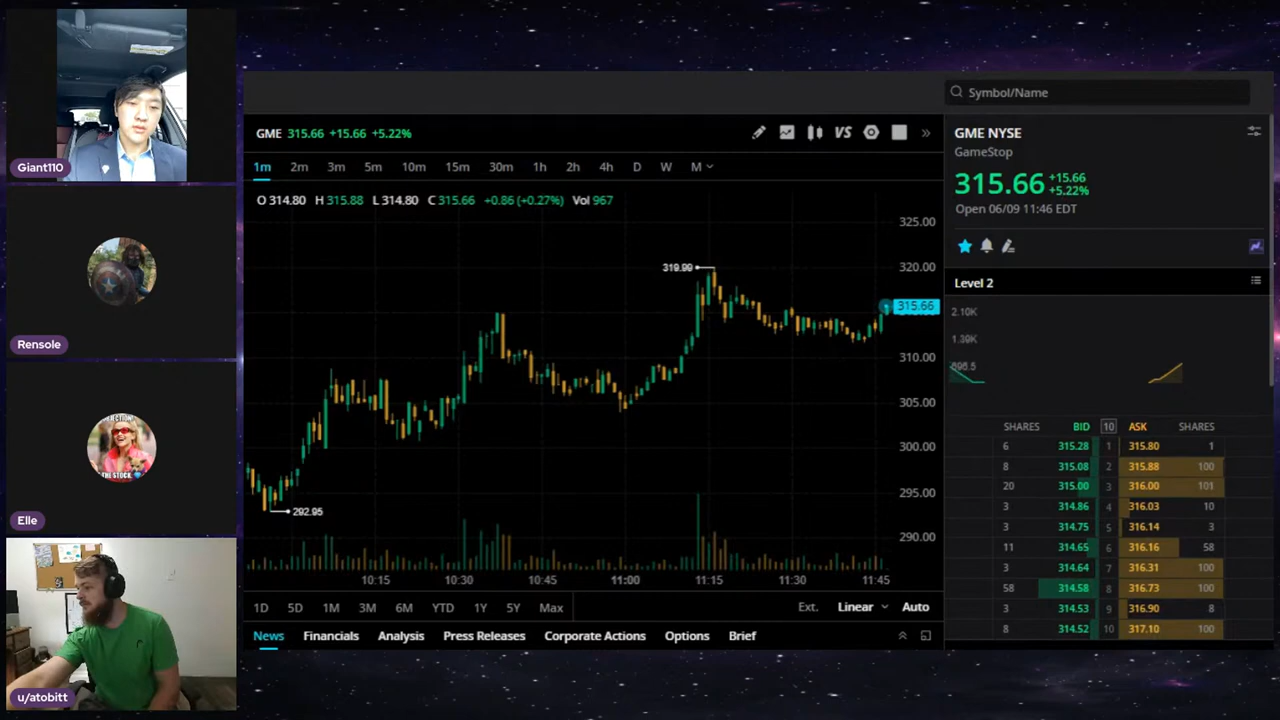 Giant110
Rensole
Elle
THE STOCK.
u/atobitt
Symbol/Name
GME 315.66 +15.66 +5.22%
VS
1m 2m 3m 5m 10m 15m 30m 1h 2h 4h D W M
O 314.80 H 315.88 L 314.80 C 315.66 +0.86 (+0.27%) Vol 967
325.00
320.00
319.99
315.66
310.00
305.00
300.00
295.00
292.95
290.00
10:15 10:30 10:45 11:00 11:15 11:30 11:45
1D 5D 1M 3M 6M YTD 1Y 5Y Max Ext. Linear Auto
News Financials Analysis Press Releases Corporate Actions Options Brief
GME NYSE
GameStop
315.66 +15.66 +5.22%
Open 06/09 11:46 EDT
Level 2
2.10K
1.39K
696.5
SHARES BID 10 ASK SHARES
6 315.28 1 315.80 1
8 315.08 2 315.88 100
20 315.00 3 316.00 101
3 314.86 4 316.03 10
3 314.75 5 316.14 3
11 314.65 6 316.16 58
3 314.64 7 316.31 100
58 314.58 8 316.73 100
3 314.53 9 316.90 8
8 314.52 10 317.10 100